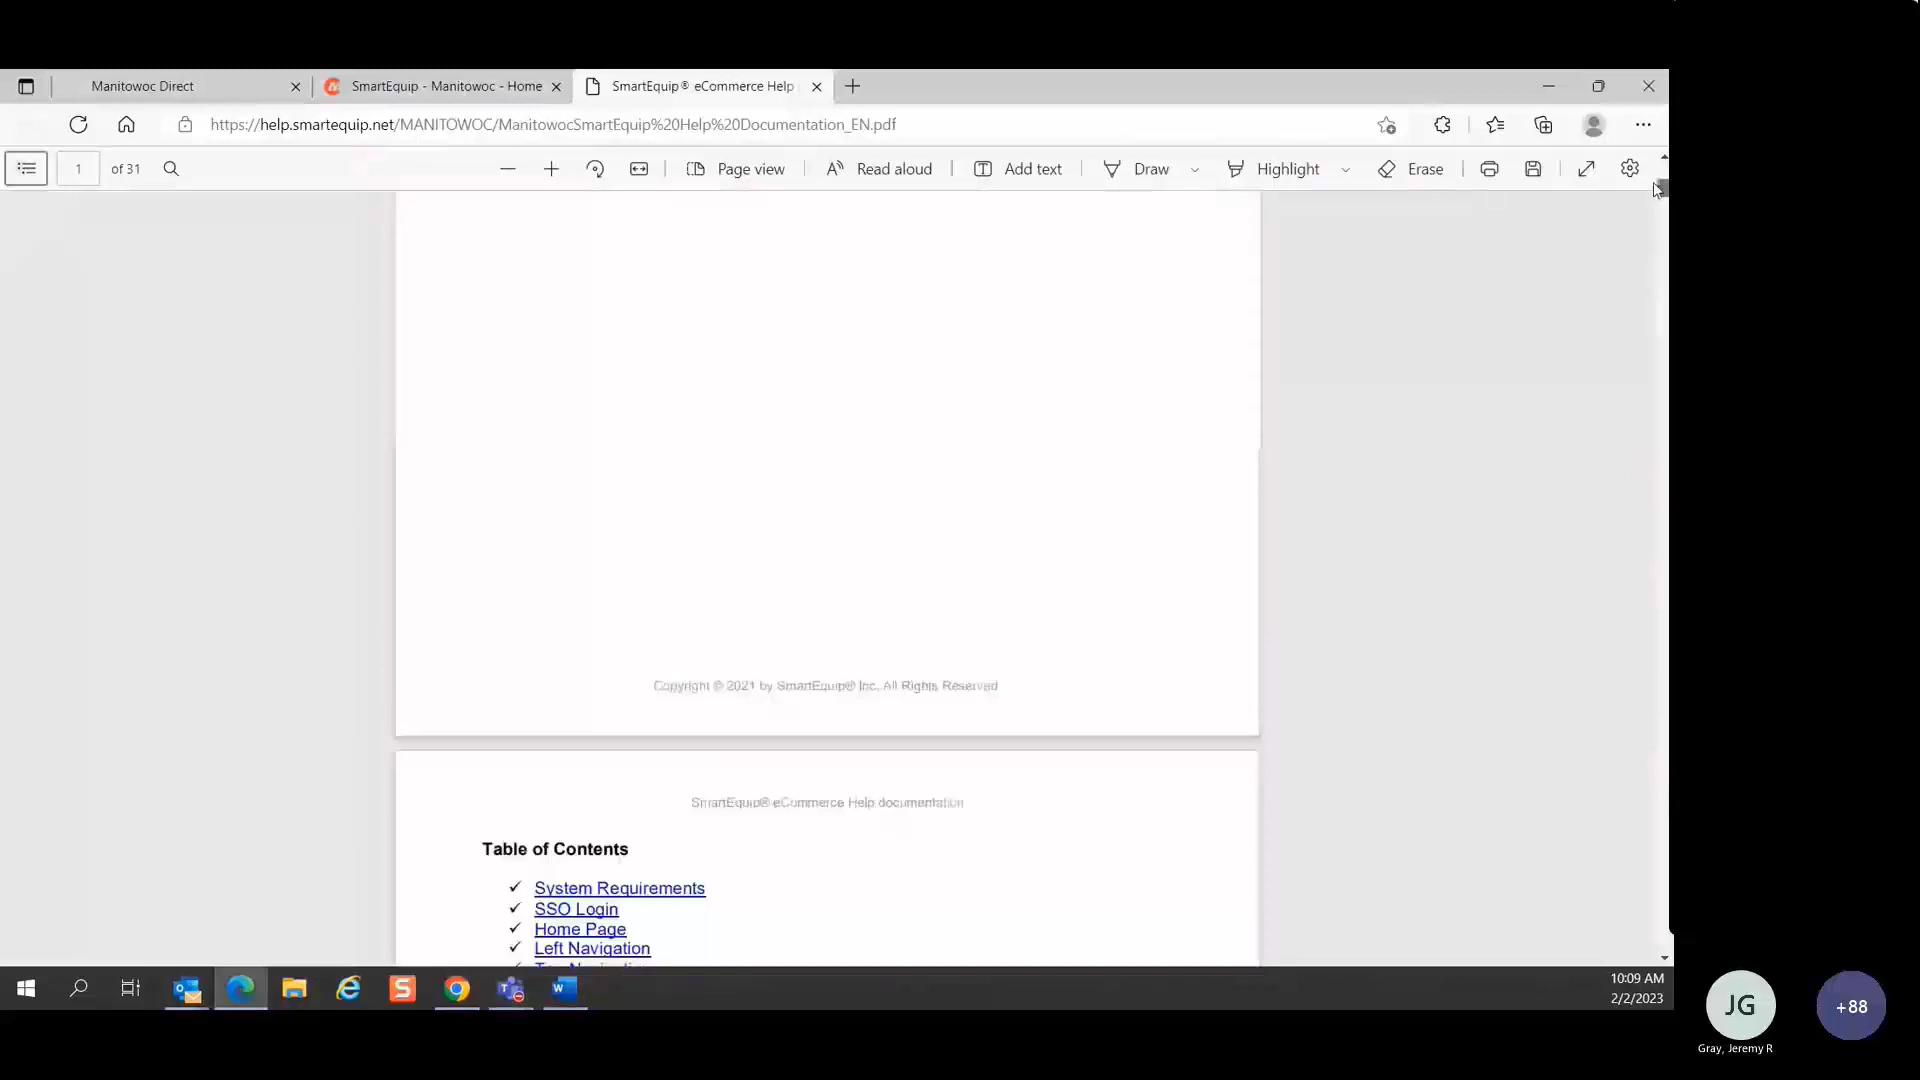 Manitowoc Direct
SmartEquip - Manitowoc - Home
SmartEquip® eCommerce Help
https://help.smartequip.net/MANITOWOC/ManitowocSmartEquip%20Help%20Documentation_EN.pdf
1 of 31
Page view
Read aloud
Add text
Draw
Highlight
Erase
Copyright © 2021 by SmartEquip® Inc. All Rights Reserved
SmartEquip® eCommerce Help documentation
Table of Contents
✓ System Requirements
✓ SSO Login
✓ Home Page
✓ Left Navigation
10:09 AM
2/2/2023
JG
+88
Gray, Jeremy R